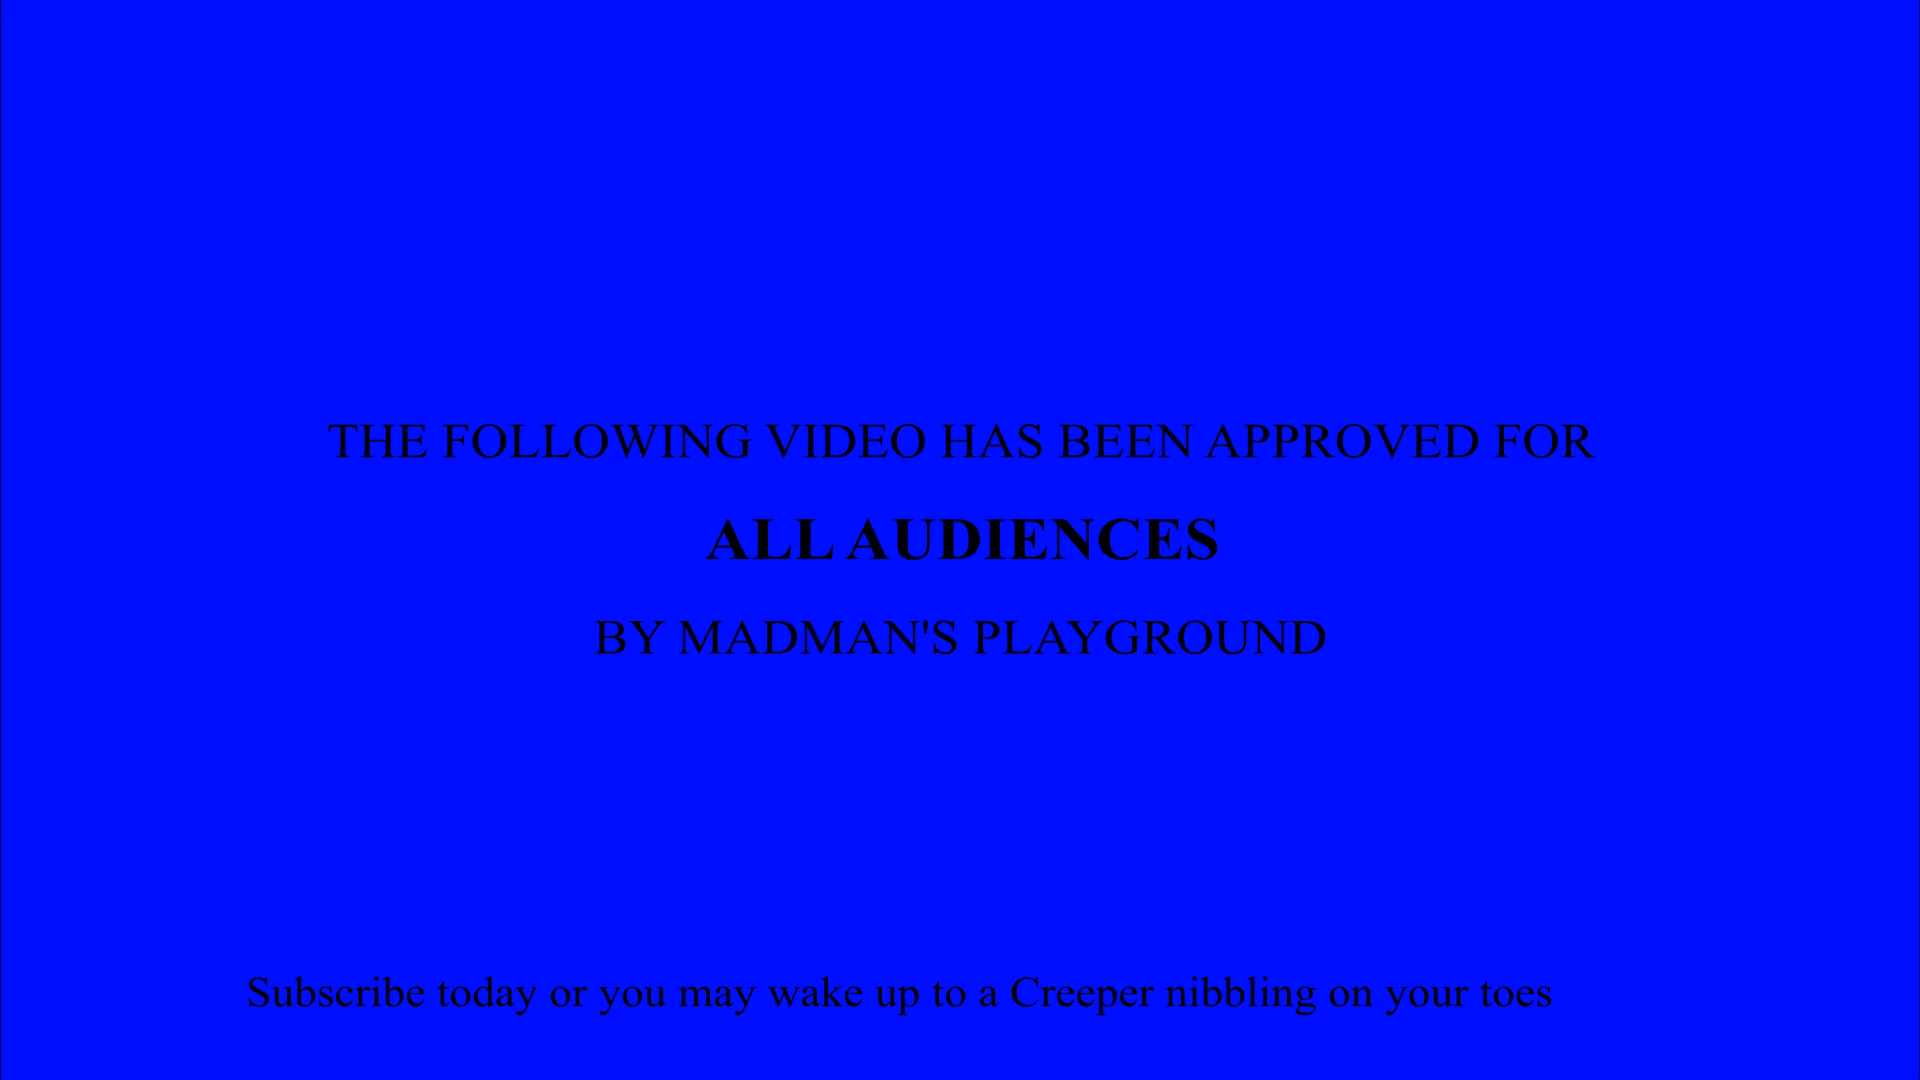 THE FOLLOWING VIDEO HAS BEEN APPROVED FOR
ALL AUDIENCES
BY MADMAN'S PLAYGROUND
Subscribe today or you may wake up to a Creeper nibbling on your toes